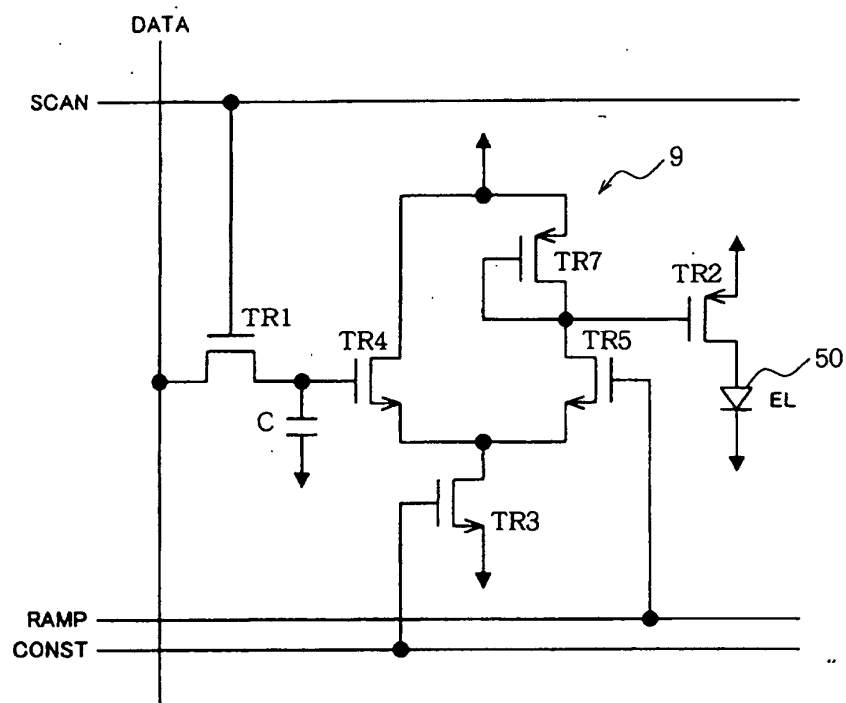 DATA
SCAN
9
TR7
TR2
TR1
TR4
TR5
50
EL
C
TR3
RAMP
CONST